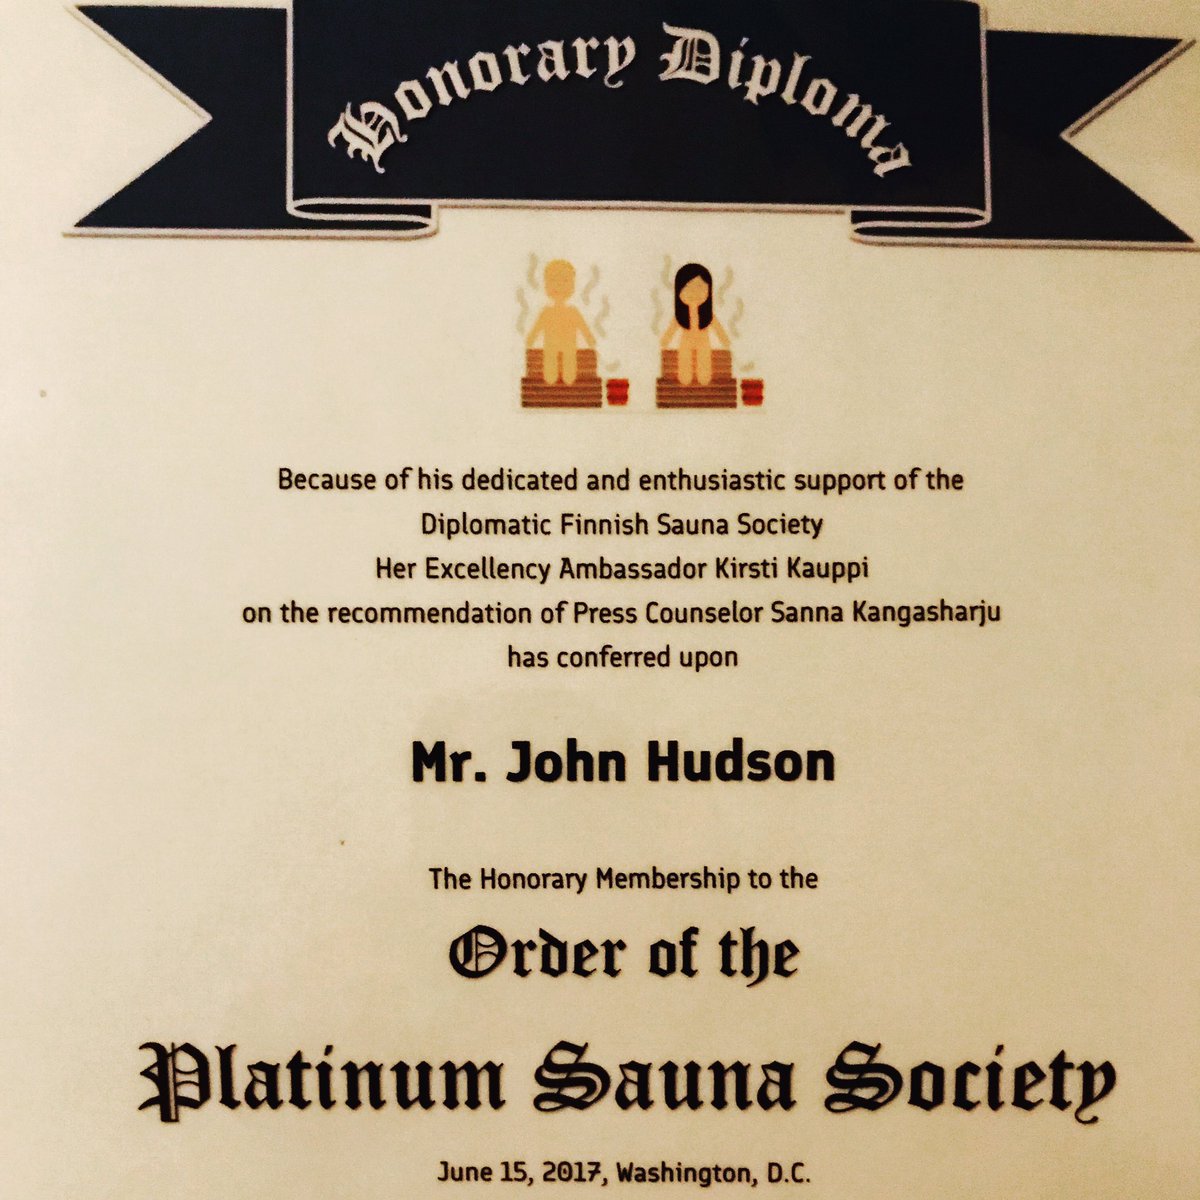 Honorary Diploma
Because of his dedicated and enthusiastic support of the
Diplomatic Finnish Sauna Society
Her Excellency Ambassador Kirsti Kauppi
on the recommendation of Press Counselor Sanna Kangasharju
has conferred upon
Mr. John Hudson
The Honorary Membership to the
Order of the
Platinum Sauna Society
June 15, 2017, Washington, D.C.